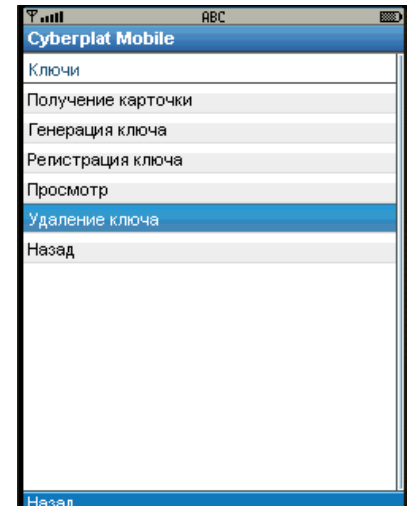 ABC
Cyberplat Mobile
Ключи
Получение карточки
Генерация ключа
Регистрация ключа
Просмотр
Удаление ключа
Назад
Назад